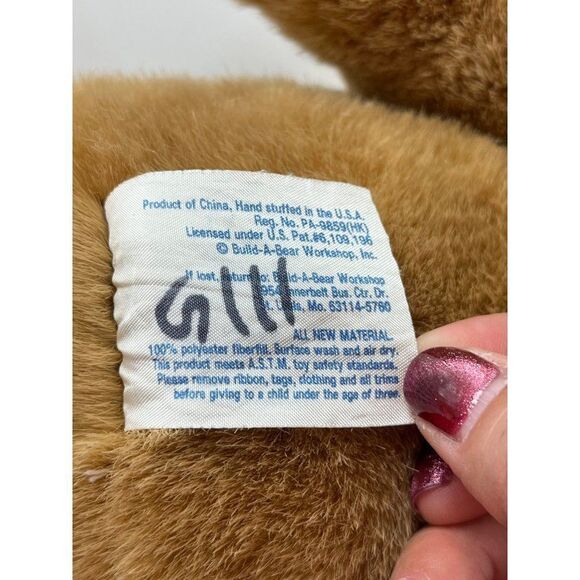 Product of China, Hand stuffed in the U.S.A.
Reg. No. PA-9859(HK)
Licensed under U.S. Pat.#6,109,196
© Build-A-Bear Workshop, Inc.
If lost, return to: Build-A-Bear Workshop
1954 Innerbelt Bus. Ctr. Dr.
St. Louis, Mo. 63114-5760
ALL NEW MATERIAL
100% polyester fiberfill. Surface wash and air dry.
This product meets A.S.T.M. toy safety standards.
Please remove ribbon, tags, clothing and all trims
before giving to a child under the age of three.